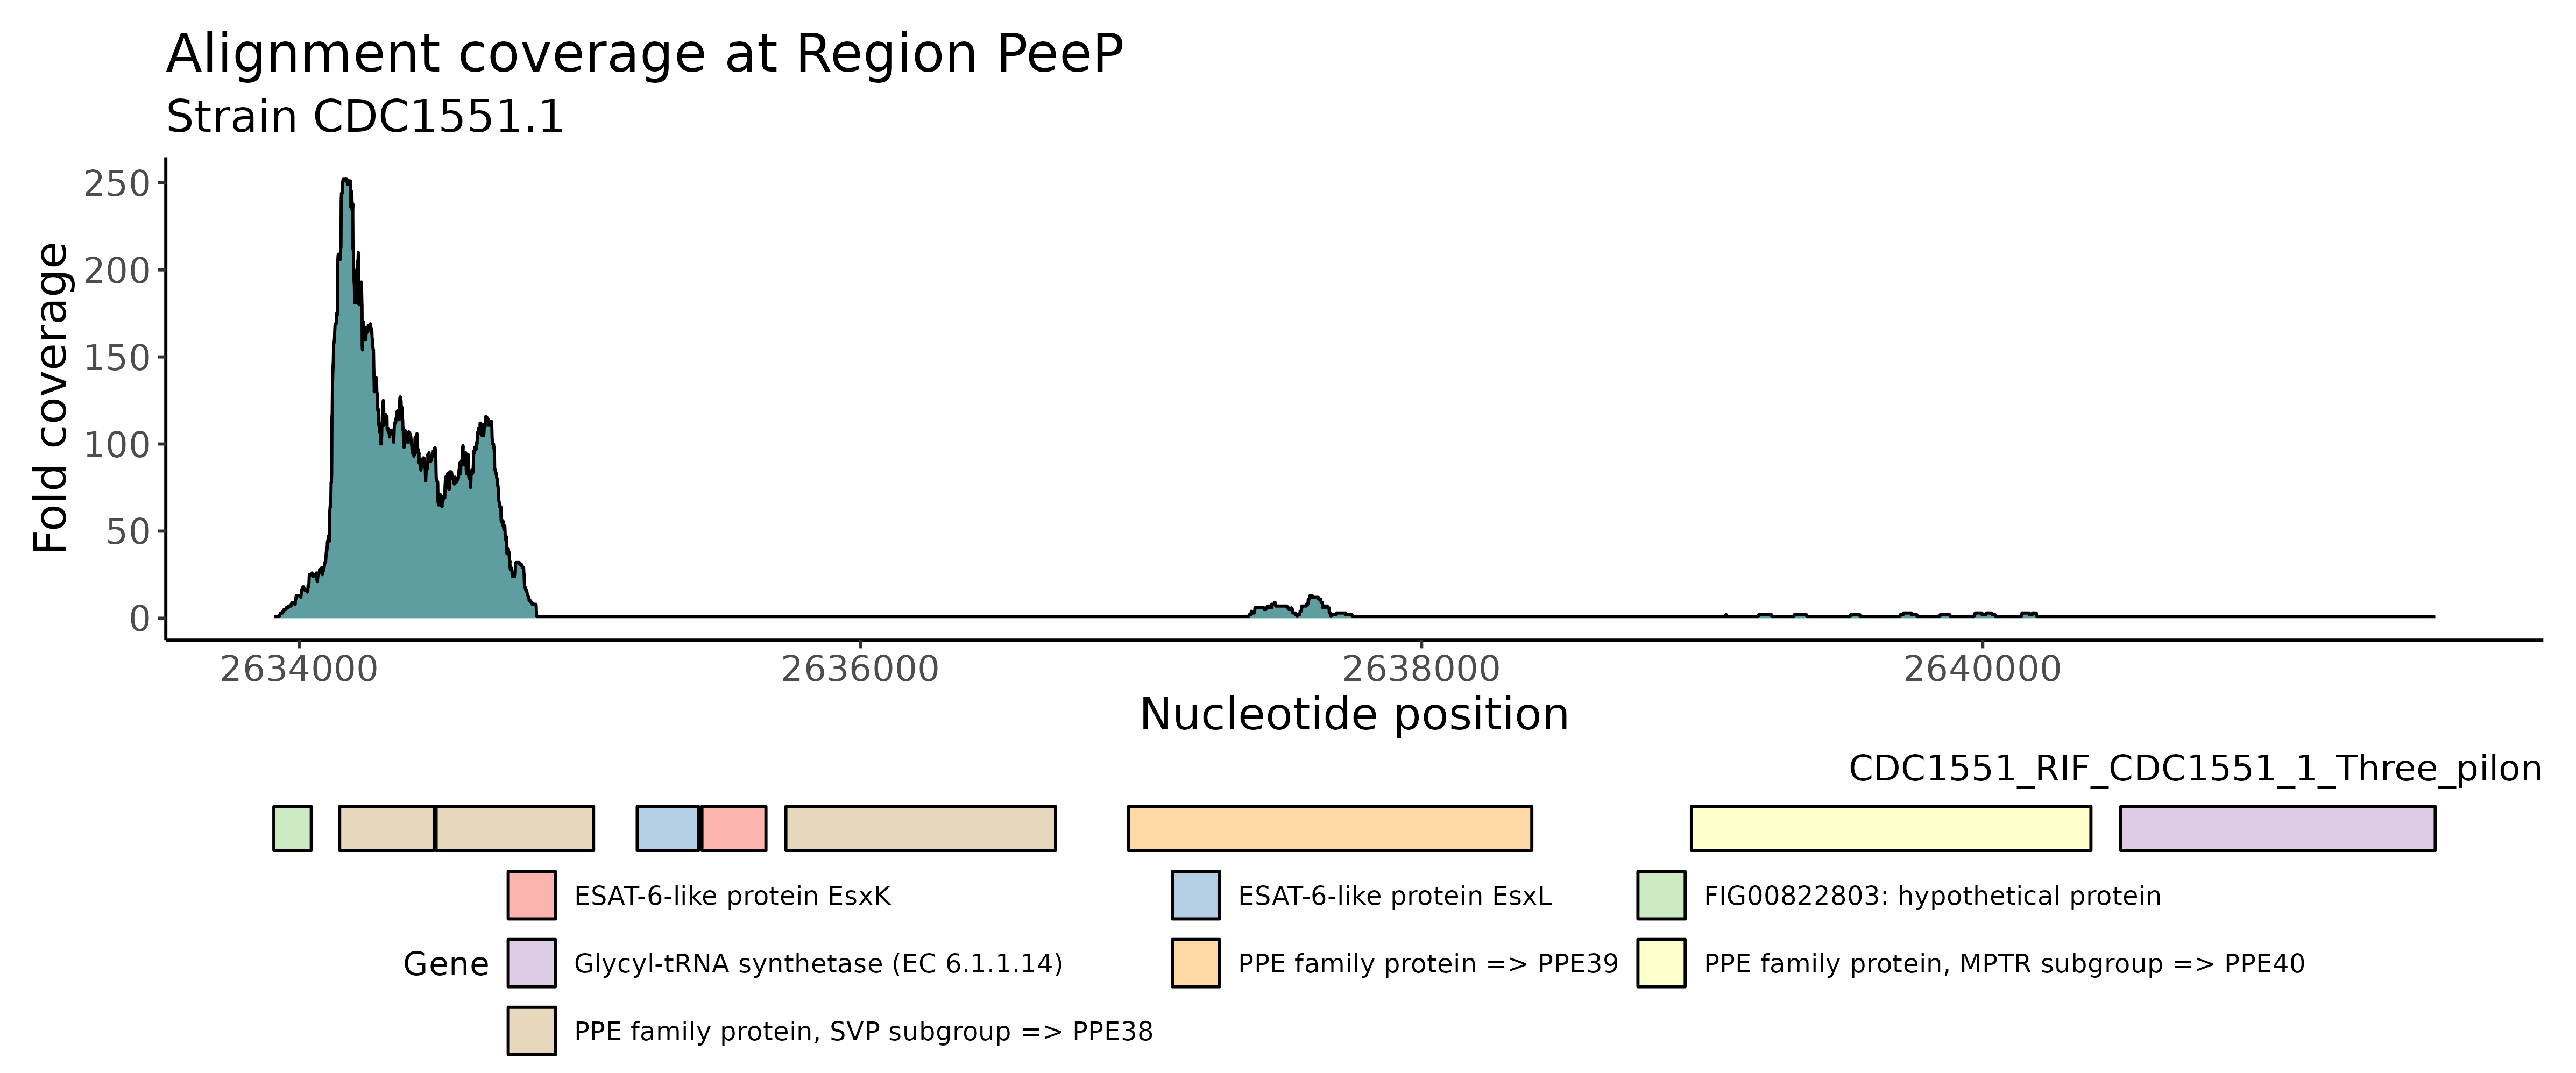 Alignment coverage at Region PeeP
Strain CDC1551.1
Fold coverage
250
200
150
100
50
0
2634000 2636000 2638000 2640000
Nucleotide position
CDC1551_RIF_CDC1551_1_Three_pilon
Gene
ESAT-6-like protein EsxK
ESAT-6-like protein EsxL
FIG00822803: hypothetical protein
Glycyl-tRNA synthetase (EC 6.1.1.14)
PPE family protein => PPE39
PPE family protein, MPTR subgroup => PPE40
PPE family protein, SVP subgroup => PPE38